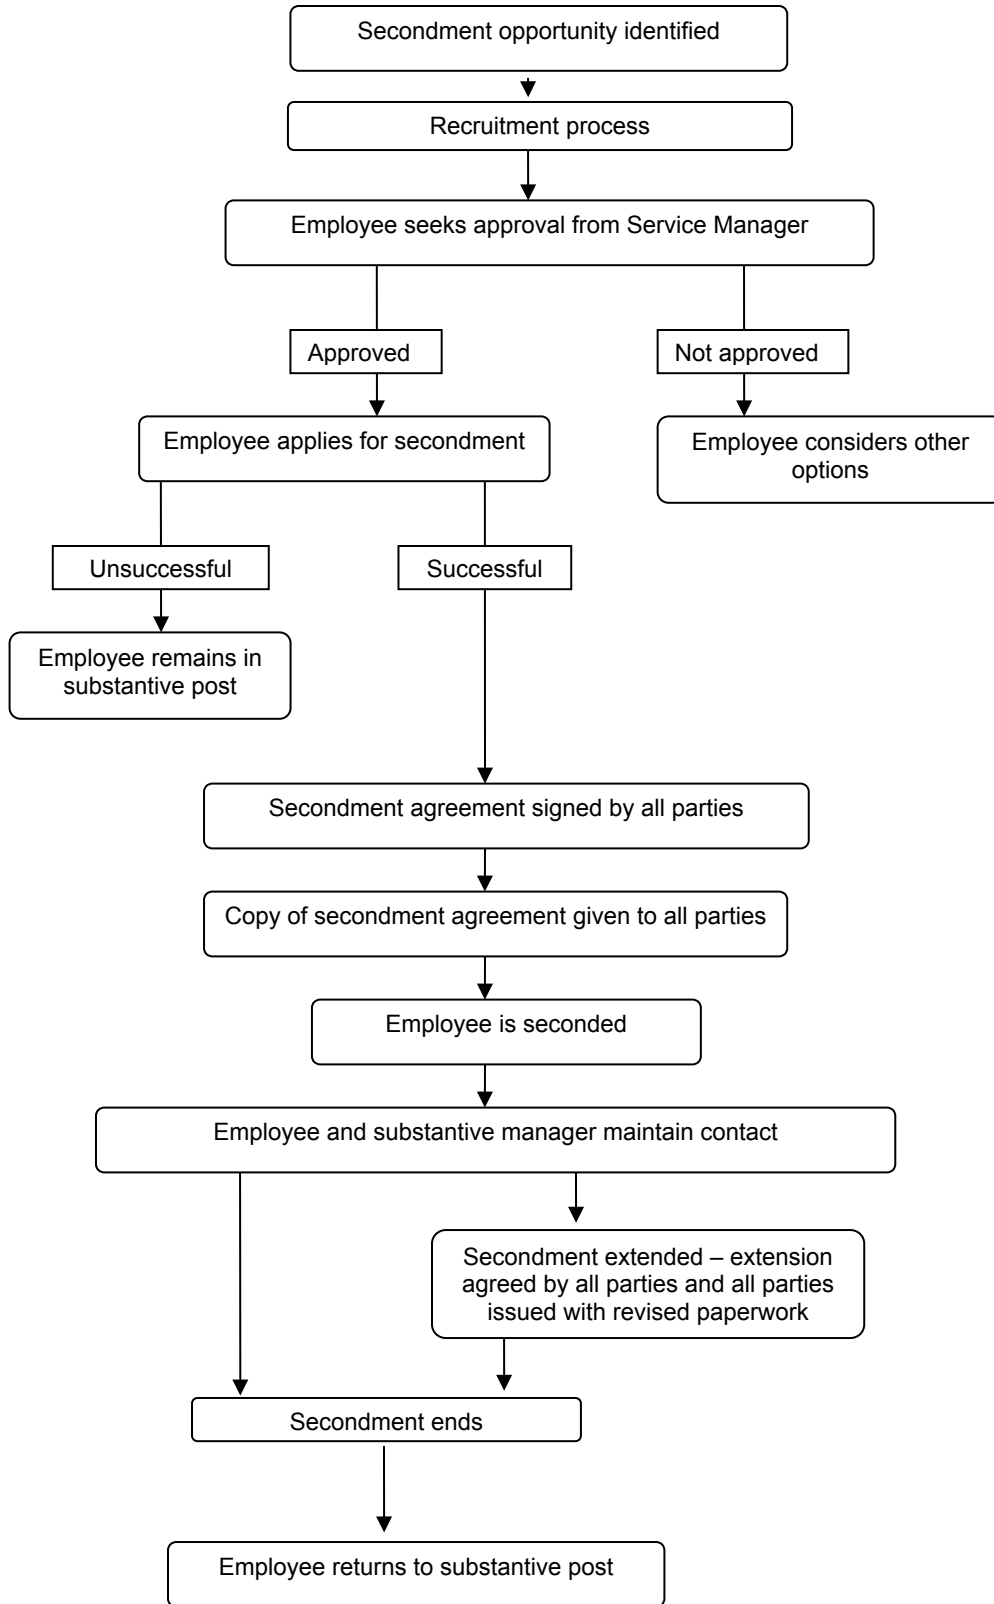 Secondment opportunity identified
Recruitment process
Employee seeks approval from Service Manager
Approved
Not approved
Employee applies for secondment
Employee considers other
options
Unsuccessful
Successful
Employee remains in
substantive post
Secondment agreement signed by all parties
Copy of secondment agreement given to all parties
Employee is seconded
Employee and substantive manager maintain contact
Secondment extended – extension
agreed by all parties and all parties
issued with revised paperwork
Secondment ends
Employee returns to substantive post